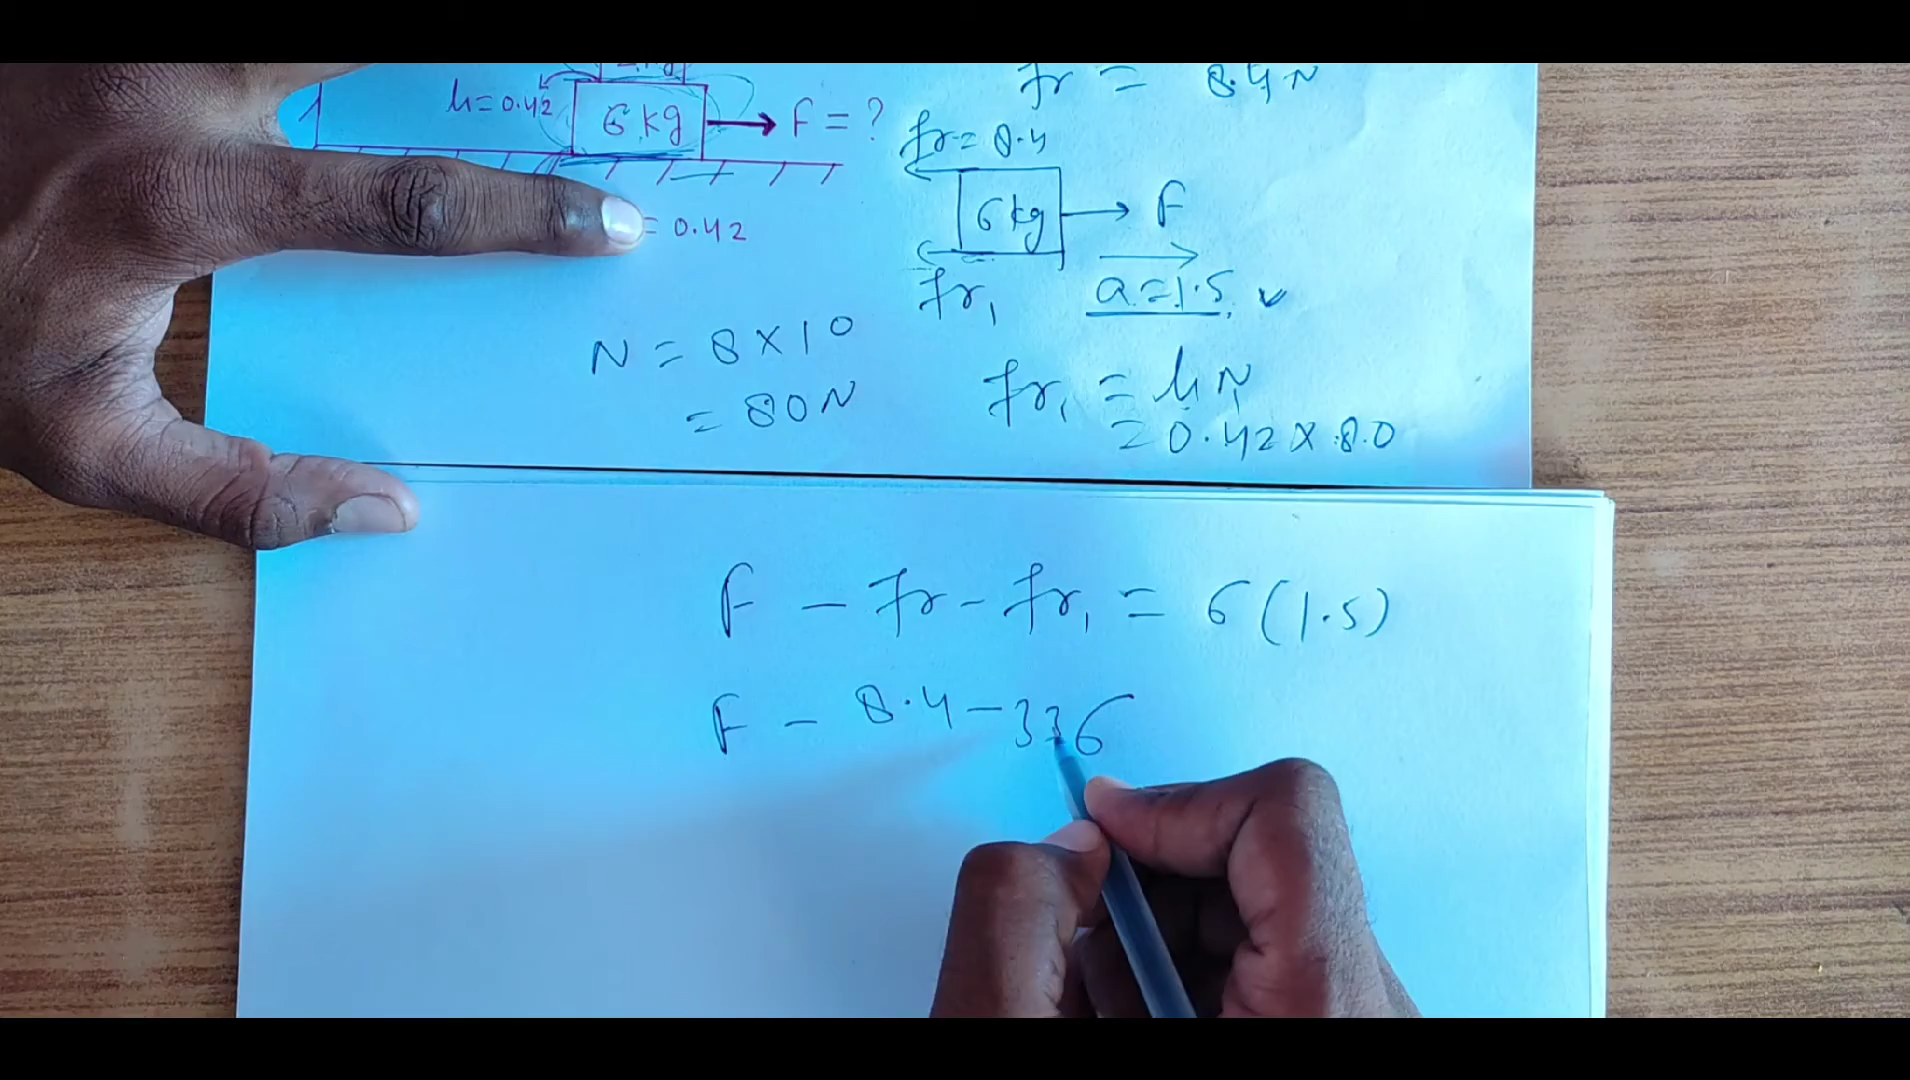 μ=0.42
6 kg
F = ?
= 0.42
fr = 8.4 N
fr = 8.4
6 kg
F
fr₁
a = 1.5
N = 8 × 10
= 80 N
fr₁ = μN
= 0.42 × 80
F - fr - fr₁ = 6(1.5)
F - 8.4 - 336